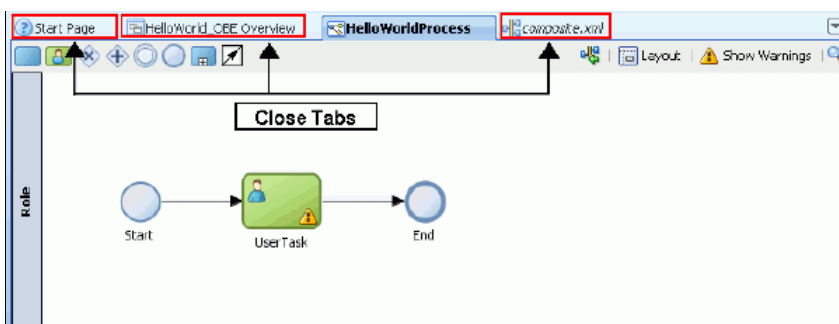 Start Page
HelloWorld_OBE Overview
HelloWorldProcess
composite.xml
Layout
Show Warnings
Close Tabs
Role
Start
UserTask
End